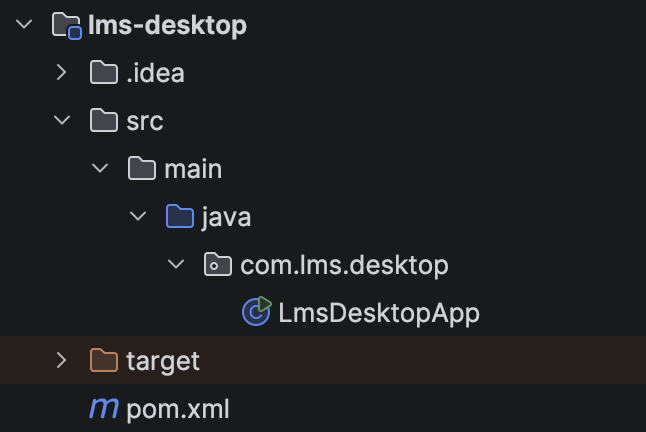 lms-desktop
.idea
src
main
java
com.lms.desktop
LmsDesktopApp
target
pom.xml